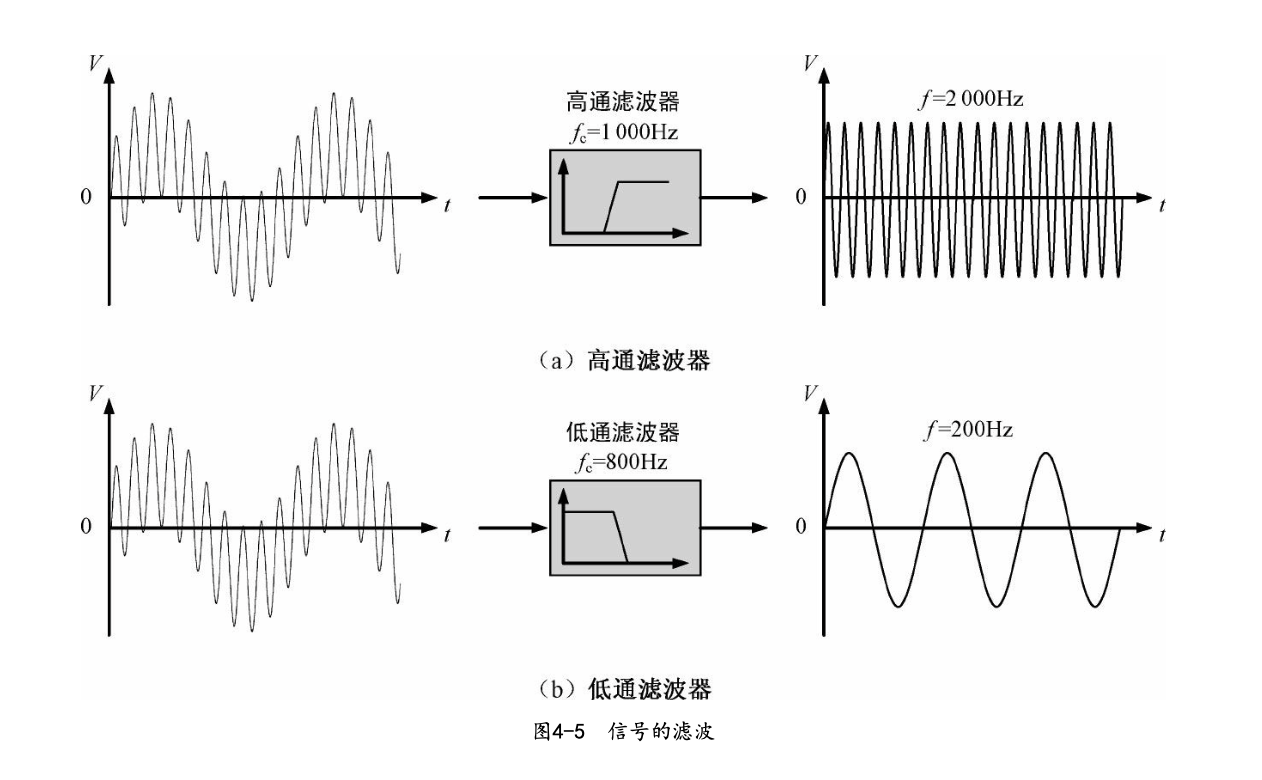 V
0
t
高通滤波器
fc=1 000Hz
V
f=2 000Hz
0
t
（a）高通滤波器
V
0
t
低通滤波器
fc=800Hz
V
f=200Hz
0
t
（b）低通滤波器
图4-5 信号的滤波